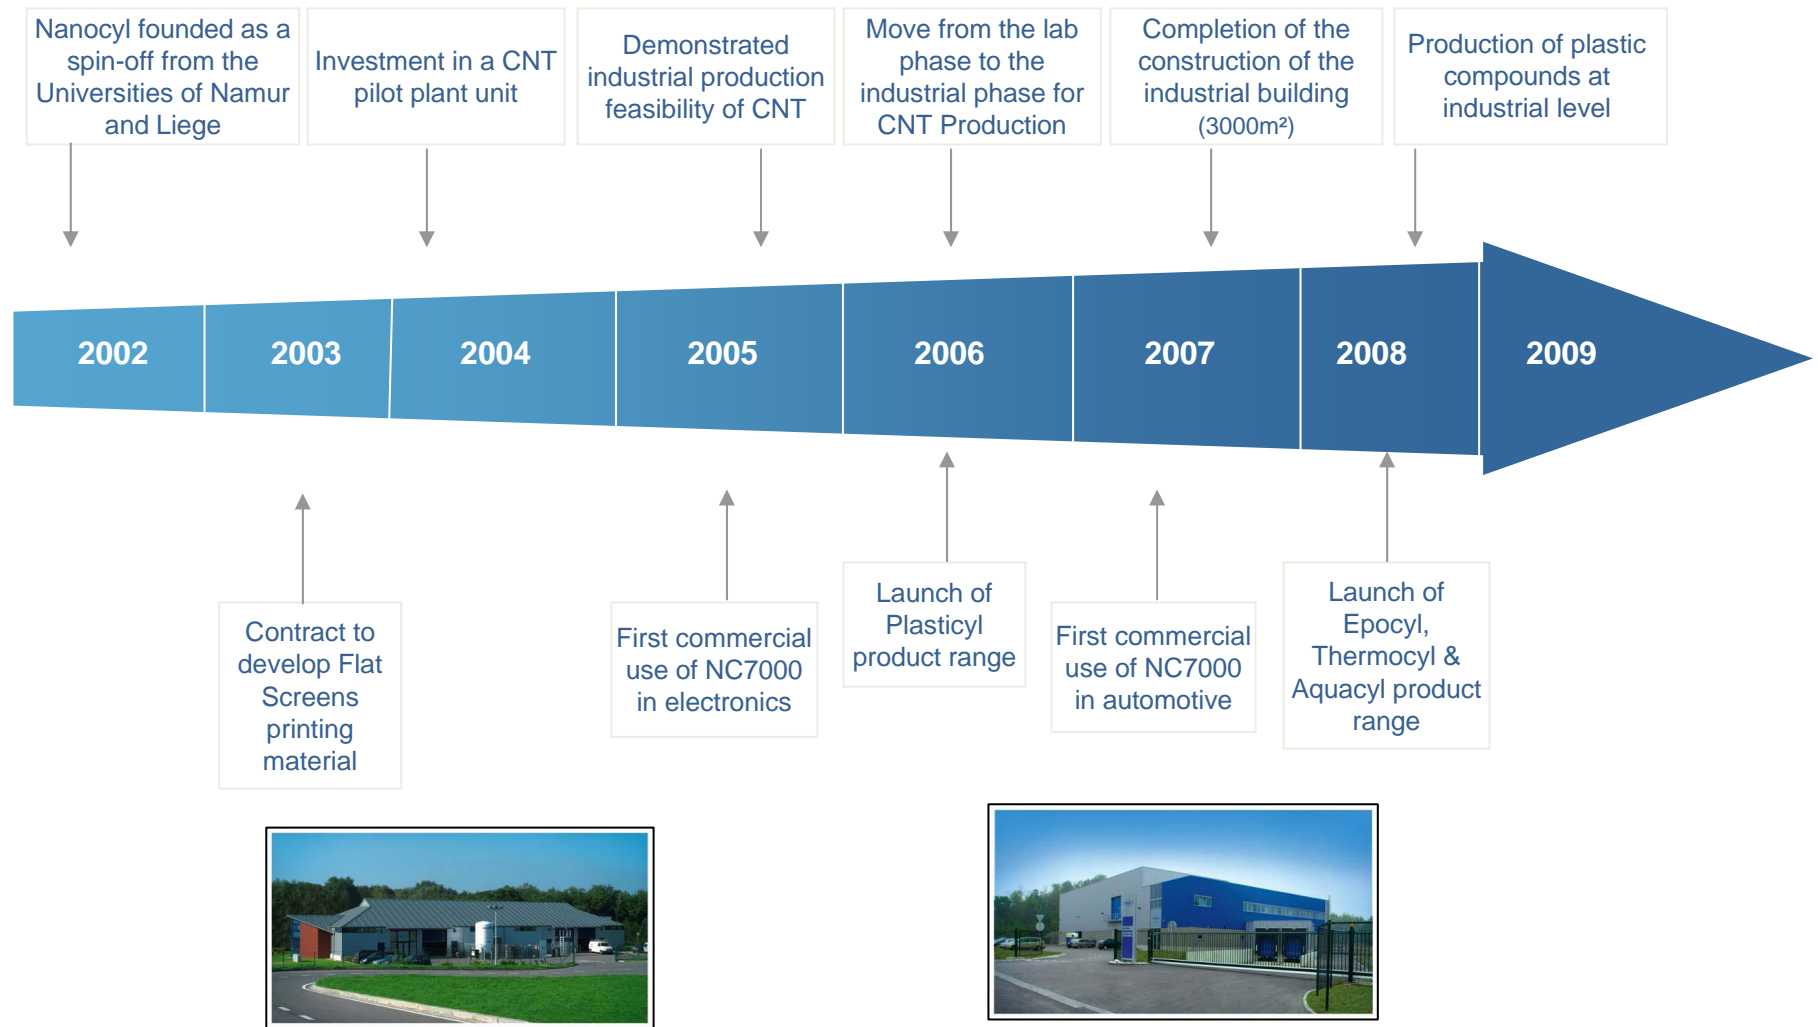 Nanocyl founded as a
spin-off from the
Universities of Namur
and Liege
Investment in a CNT
pilot plant unit
Demonstrated
industrial production
feasibility of CNT
Move from the lab
phase to the
industrial phase for
CNT Production
Completion of the
construction of the
industrial building
(3000m²)
Production of plastic
compounds at
industrial level
2002
2003
2004
2005
2006
2007
2008
2009
Contract to
develop Flat
Screens
printing
material
First commercial
use of NC7000
in electronics
Launch of
Plasticyl
product range
First commercial
use of NC7000
in automotive
Launch of
Epocyl,
Thermocyl &
Aquacyl product
range